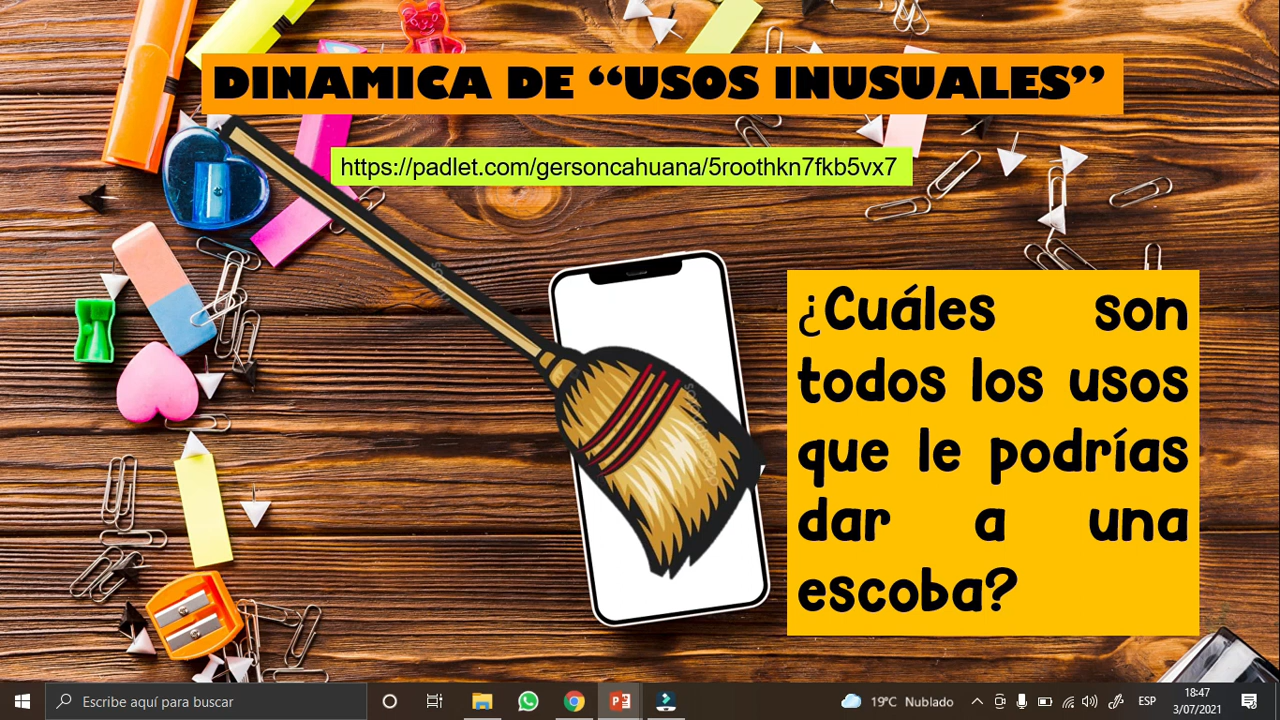 DINAMICA DE “USOS INUSUALES”
https://padlet.com/gersoncahuana/5roothkn7fkb5vx7
¿Cuáles son
todos los usos
que le podrías
dar a una
escoba?
Escribe aquí para buscar
19°C Nublado
ESP
18:47
3/07/2021